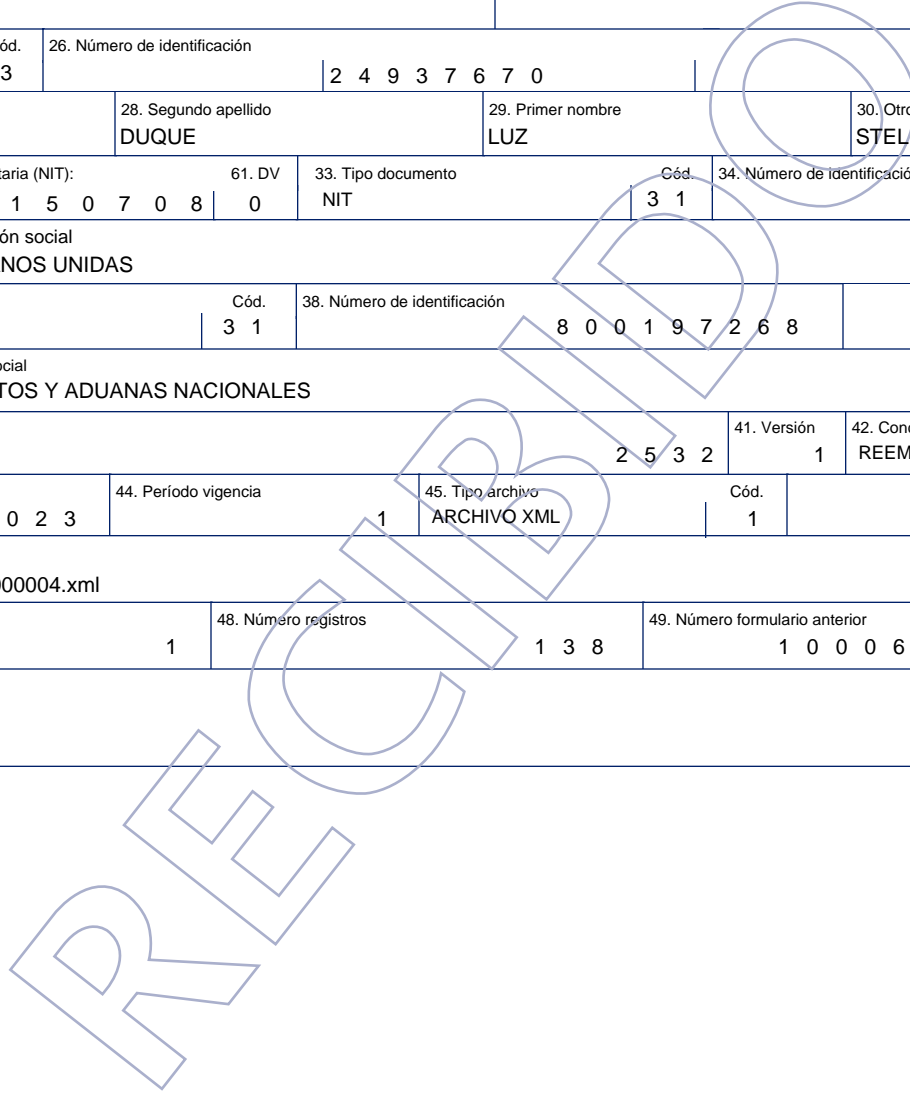 ód. 26. Número de identificación
3 2 4 9 3 7 6 7 0
28. Segundo apellido 29. Primer nombre 30. Otro
DUQUE LUZ STEL
taria (NIT): 61. DV 33. Tipo documento Cód. 34. Número de identificació
1 5 0 7 0 8 0 NIT 3 1
ón social
NOS UNIDAS
Cód. 38. Número de identificación
3 1 8 0 0 1 9 7 2 6 8
ocial
TOS Y ADUANAS NACIONALES
41. Versión 42. Conc
2 5 3 2 1 REEM
44. Período vigencia 45. Tipo archivo Cód.
0 2 3 1 ARCHIVO XML 1
000004.xml
48. Número registros 49. Número formulario anterior
1 1 3 8 1 0 0 0 6
RECIBIDO